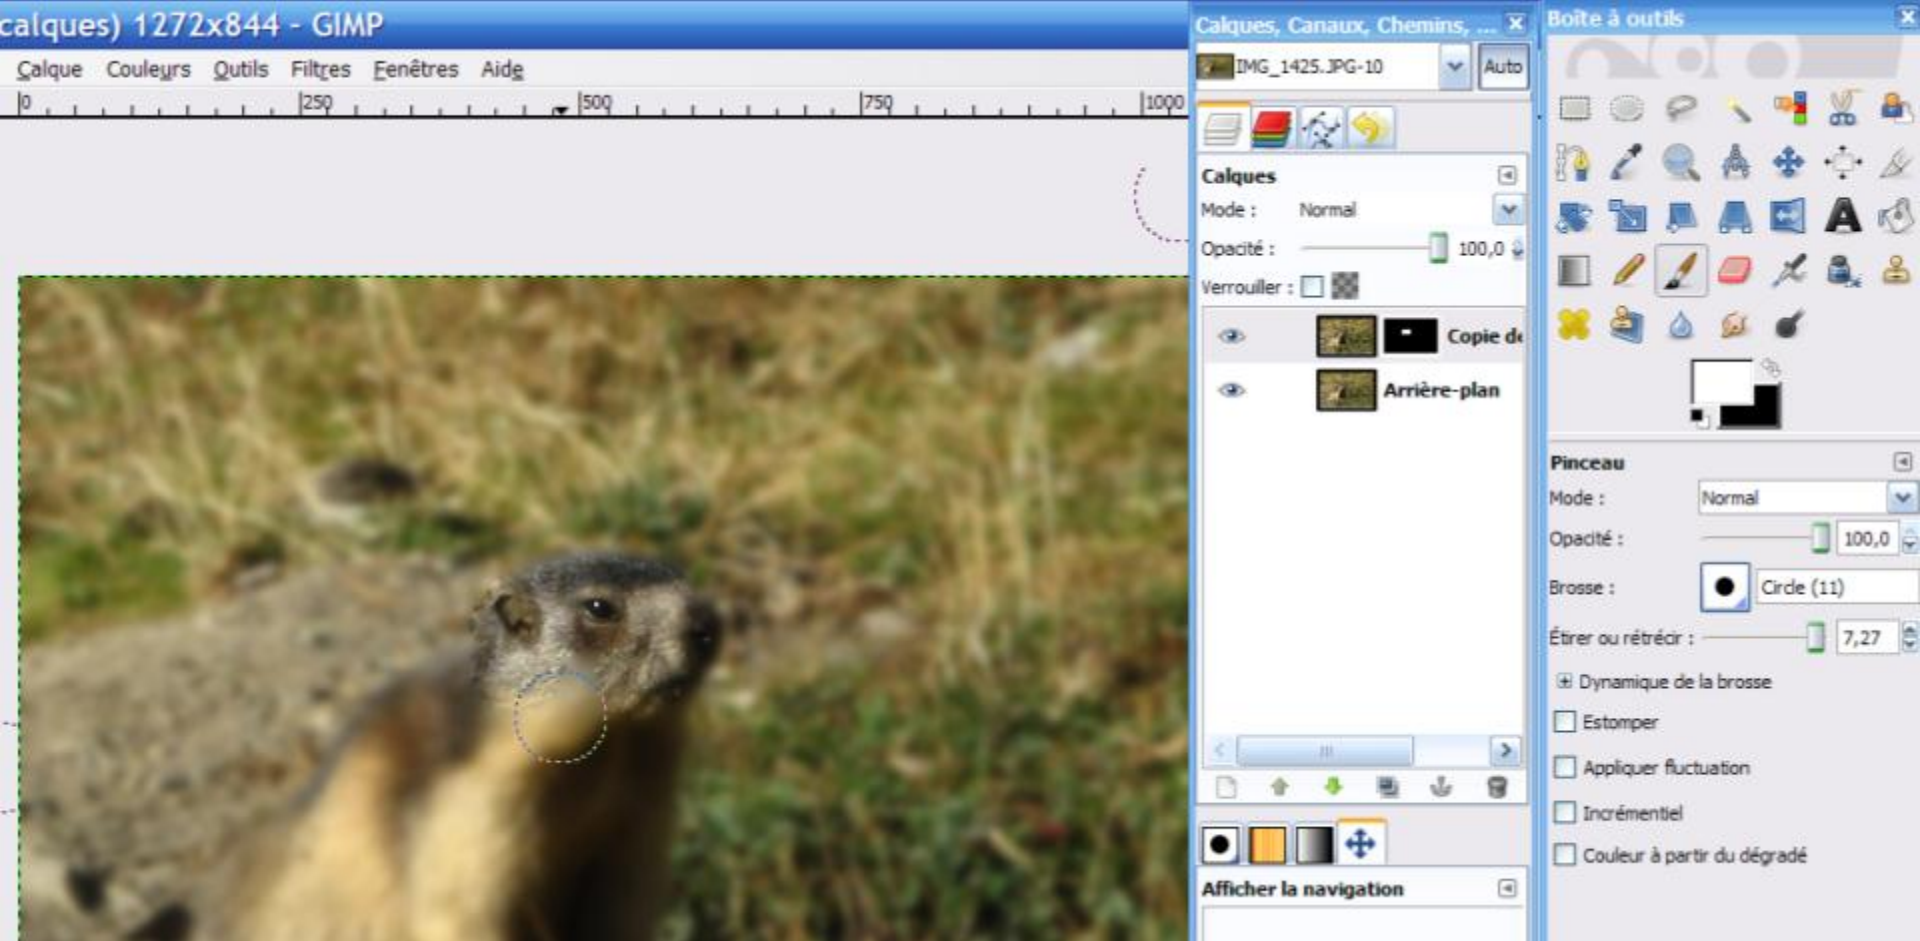 calques) 1272x844 - GIMP
Calque Couleurs Outils Filtres Fenêtres Aide
0 250 500 750 1000
Calques, Canaux, Chemins, ...
IMG_1425.JPG-10 Auto
Calques
Mode : Normal
Opacité : 100,0
Verrouiller :
Copie de
Arrière-plan
Afficher la navigation
Boîte à outils
Pinceau
Mode : Normal
Opacité : 100,0
Brosse : Circle (11)
Étirer ou rétrécir : 7,27
Dynamique de la brosse
Estomper
Appliquer fluctuation
Incrémentiel
Couleur à partir du dégradé